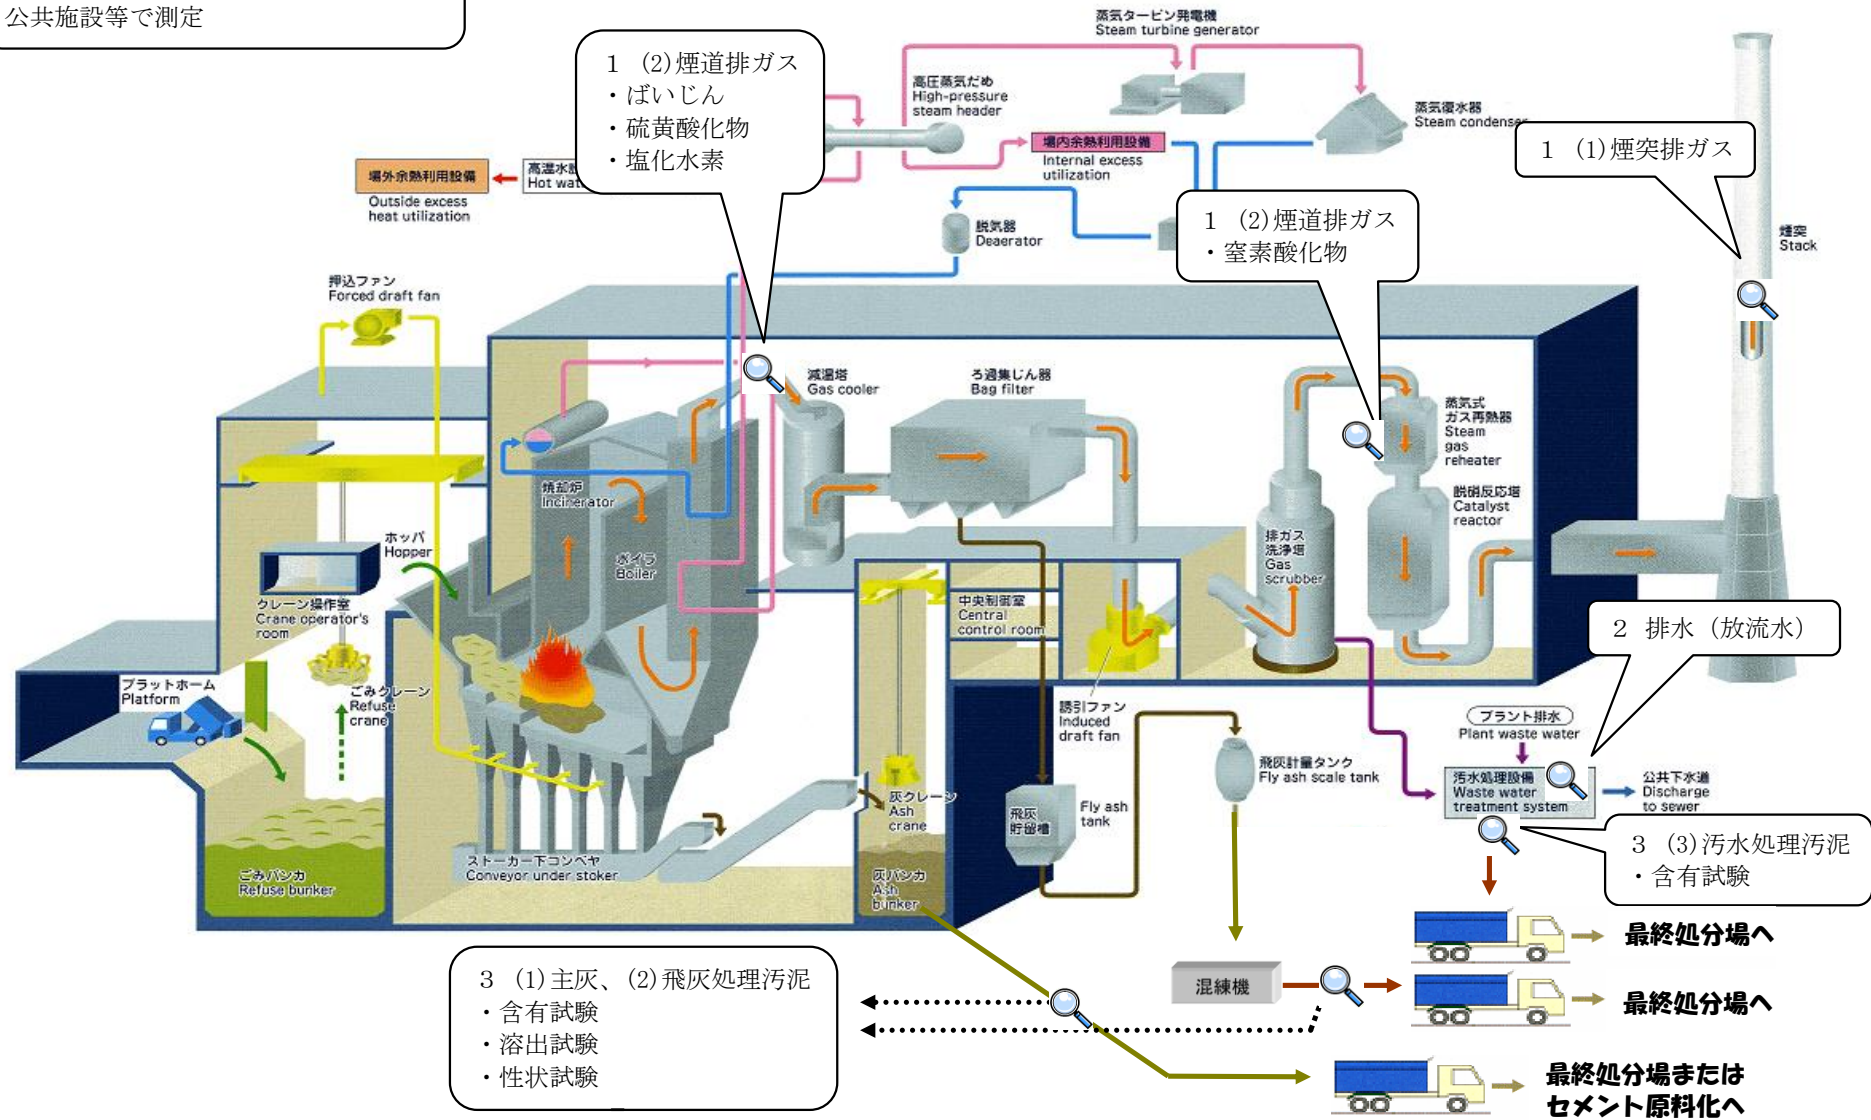 公共施設等で測定
1 (2)煙道排ガス
・ばいじん
・硫黄酸化物
・塩化水素
蒸気タービン発電機
Steam turbine generator
高圧蒸気だめ
High-pressure
steam header
蒸気復水器
Steam condenser
場内余熱利用設備
Internal excess
utilization
1 (1)煙突排ガス
場外余熱利用設備
Outside excess
heat utilization
高温水
Hot wat
脱気器
Deaerator
1 (2)煙道排ガス
・窒素酸化物
煙突
Stack
押込ファン
Forced draft fan
減温塔
Gas cooler
ろ過集じん器
Bag filter
蒸気式
ガス再熱器
Steam
gas
reheater
焼却炉
Incinerator
脱硝反応塔
Catalyst
reactor
ホッパ
Hopper
ボイラ
Boiler
排ガス
洗浄塔
Gas
scrubber
クレーン操作室
Crane operator's
room
中央制御室
Central
control room
2 排水（放流水）
プラットホーム
Platform
ごみクレーン
Refuse
crane
誘引ファン
Induced
draft fan
プラント排水
Plant waste water
飛灰計量タンク
Fly ash scale tank
汚水処理設備
Waste water
treatment system
公共下水道
Discharge
to sewer
灰クレーン
Ash
crane
飛灰
貯留槽
Fly ash
tank
3 (3)汚水処理汚泥
・含有試験
ストーカー下コンベヤ
Conveyor under stoker
ごみバンカ
Refuse bunker
灰バンカ
Ash
bunker
最終処分場へ
3 (1)主灰、(2)飛灰処理汚泥
・含有試験
・溶出試験
・性状試験
混練機
最終処分場へ
最終処分場または
セメント原料化へ